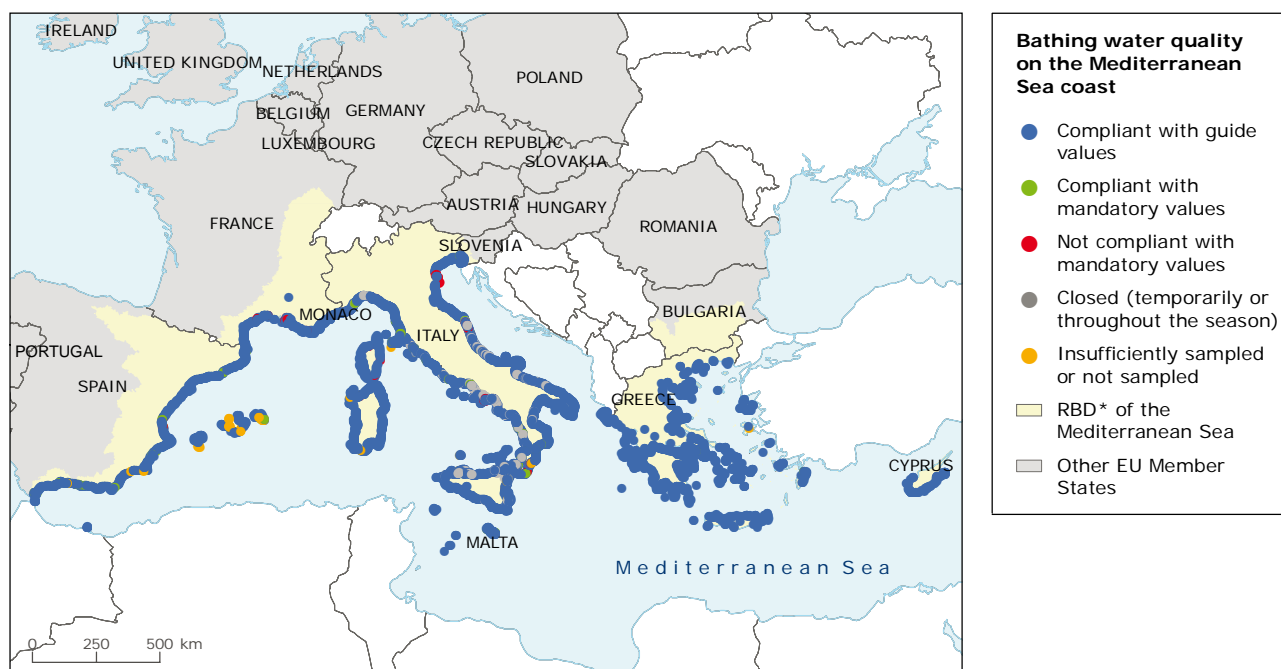 IRELAND
UNITED KINGDOM
NETHERLANDS
POLAND
BELGIUM
GERMANY
LUXEMBOURG
CZECH REPUBLIC
SLOVAKIA
AUSTRIA
HUNGARY
FRANCE
ROMANIA
SLOVENIA
MONACO
BULGARIA
ITALY
PORTUGAL
SPAIN
GREECE
CYPRUS
MALTA
Mediterranean Sea
0 250 500 km
Bathing water quality
on the Mediterranean
Sea coast
Compliant with guide
values
Compliant with
mandatory values
Not compliant with
mandatory values
Closed (temporarily or
throughout the season)
Insufficiently sampled
or not sampled
RBD* of the
Mediterranean Sea
Other EU Member
States